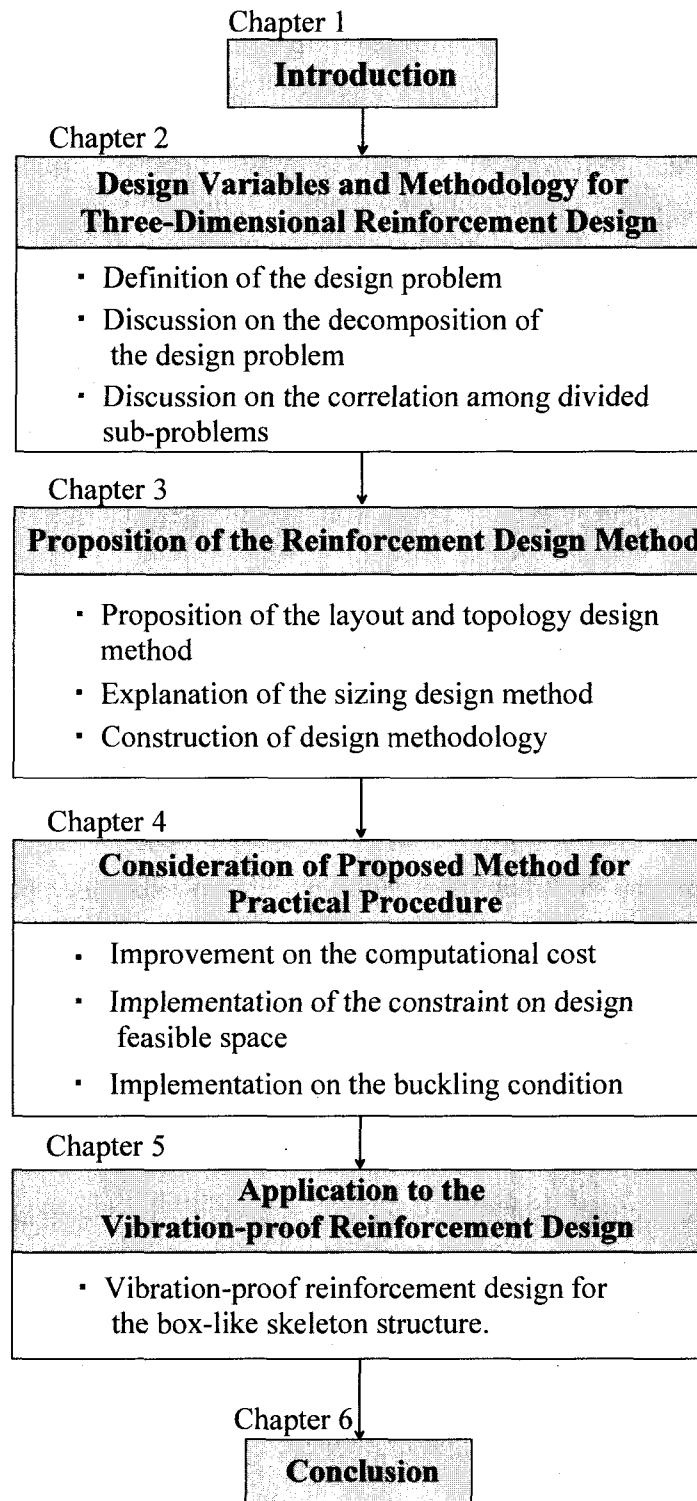 Chapter 1
Introduction
Chapter 2
Design Variables and Methodology for
Three-Dimensional Reinforcement Design
▪ Definition of the design problem
▪ Discussion on the decomposition of
the design problem
▪ Discussion on the correlation among divided
sub-problems
Chapter 3
Proposition of the Reinforcement Design Method
▪ Proposition of the layout and topology design
method
▪ Explanation of the sizing design method
▪ Construction of design methodology
Chapter 4
Consideration of Proposed Method for
Practical Procedure
▪ Improvement on the computational cost
▪ Implementation of the constraint on design
feasible space
▪ Implementation on the buckling condition
Chapter 5
Application to the
Vibration-proof Reinforcement Design
▪ Vibration-proof reinforcement design for
the box-like skeleton structure.
Chapter 6
Conclusion